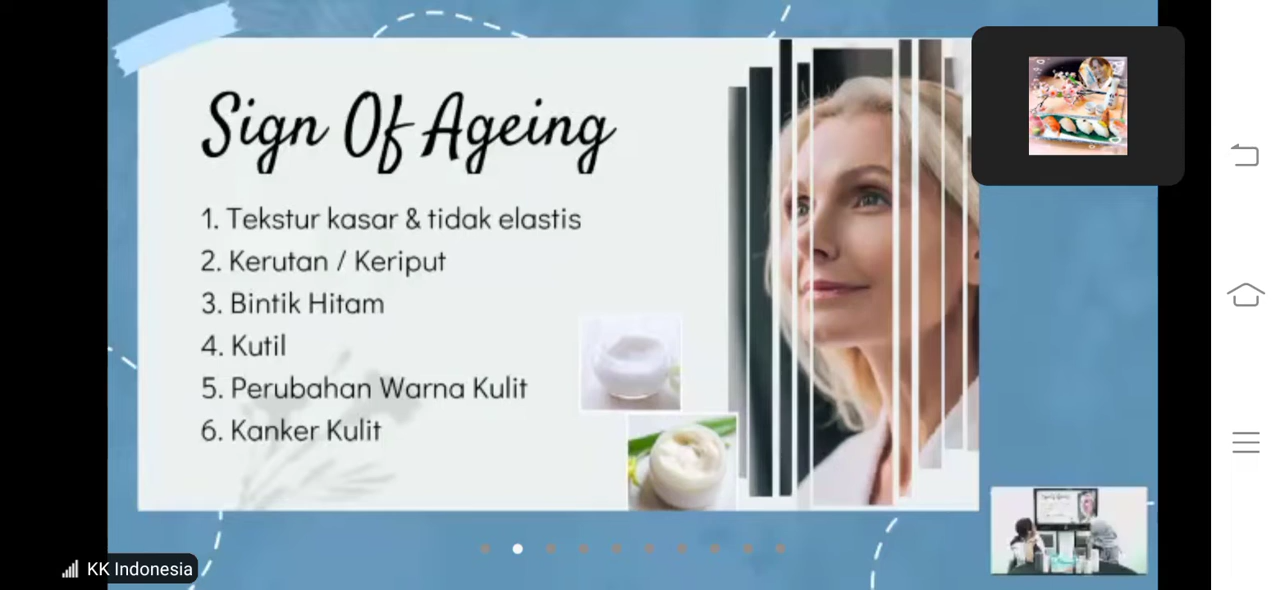 Sign Of Ageing
1. Tekstur kasar & tidak elastis
2. Kerutan / Keriput
3. Bintik Hitam
4. Kutil
5. Perubahan Warna Kulit
6. Kanker Kulit
KK Indonesia